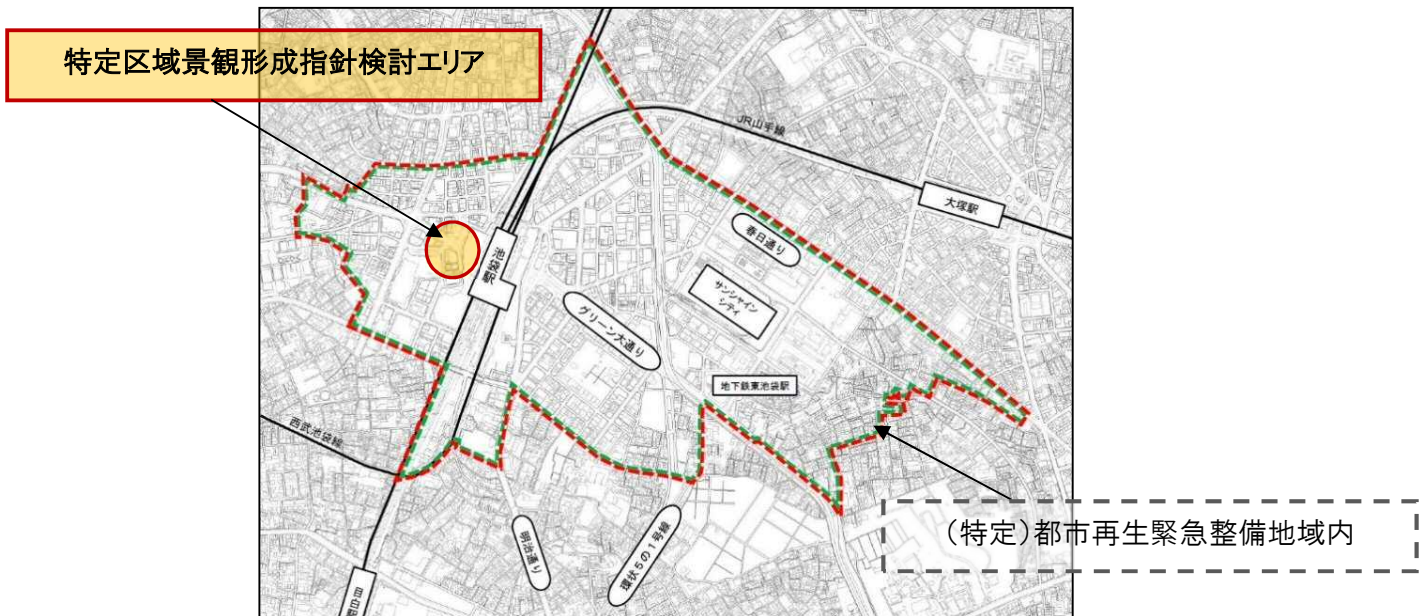 特定区域景観形成指針検討エリア
JR山手線
大塚駅
春日通り
池袋駅
サンシャイン
シティ
グリーン大通り
地下鉄東池袋駅
西武池袋線
(特定)都市再生緊急整備地域内
明治通り
環状5の1号線
目白駅